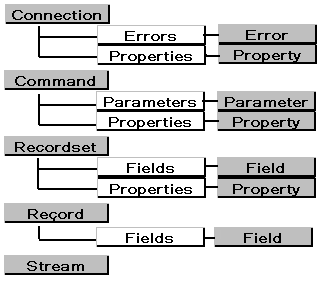 Connection
Errors Error
Properties Property
Command
Parameters Parameter
Properties Property
Recordset
Fields Field
Properties Property
Record
Fields Field
Stream